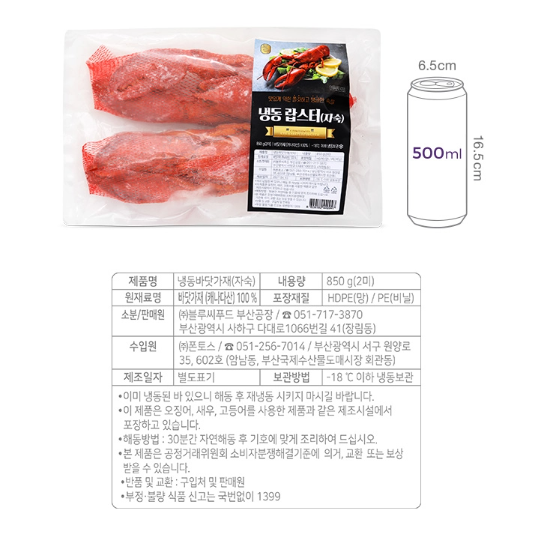 냉동 랍스터(자숙)
6.5cm
500ml
16.5cm
제품명 냉동바닷가재(자숙) 내용량 850 g(2미)
원재료명 바닷가재 (캐나다산) 100 % 포장재질 HDPE(망) / PE(비닐)
소분/판매원 ㈜블루씨푸드 부산공장 / ☎ 051-717-3870
부산광역시 사하구 다대로1066번길 41(장림동)
수입원 ㈜폰토스 / ☎ 051-256-7014 / 부산광역시 서구 원양로
35, 602호 (암남동, 부산국제수산물도매시장 회관동)
제조일자 별도표기 보관방법 -18 ℃ 이하 냉동보관
•이미 냉동된 바 있으니 해동 후 재냉동 시키지 마시길 바랍니다.
•이 제품은 오징어, 새우, 고등어를 사용한 제품과 같은 제조시설에서
포장하고 있습니다.
•해동방법 : 30분간 자연해동 후 기호에 맞게 조리하여 드십시오.
•본 제품은 공정거래위원회 소비자분쟁해결기준에 의거, 교환 또는 보상
받을 수 있습니다.
•반품 및 교환 : 구입처 및 판매원
•부정·불량 식품 신고는 국번없이 1399